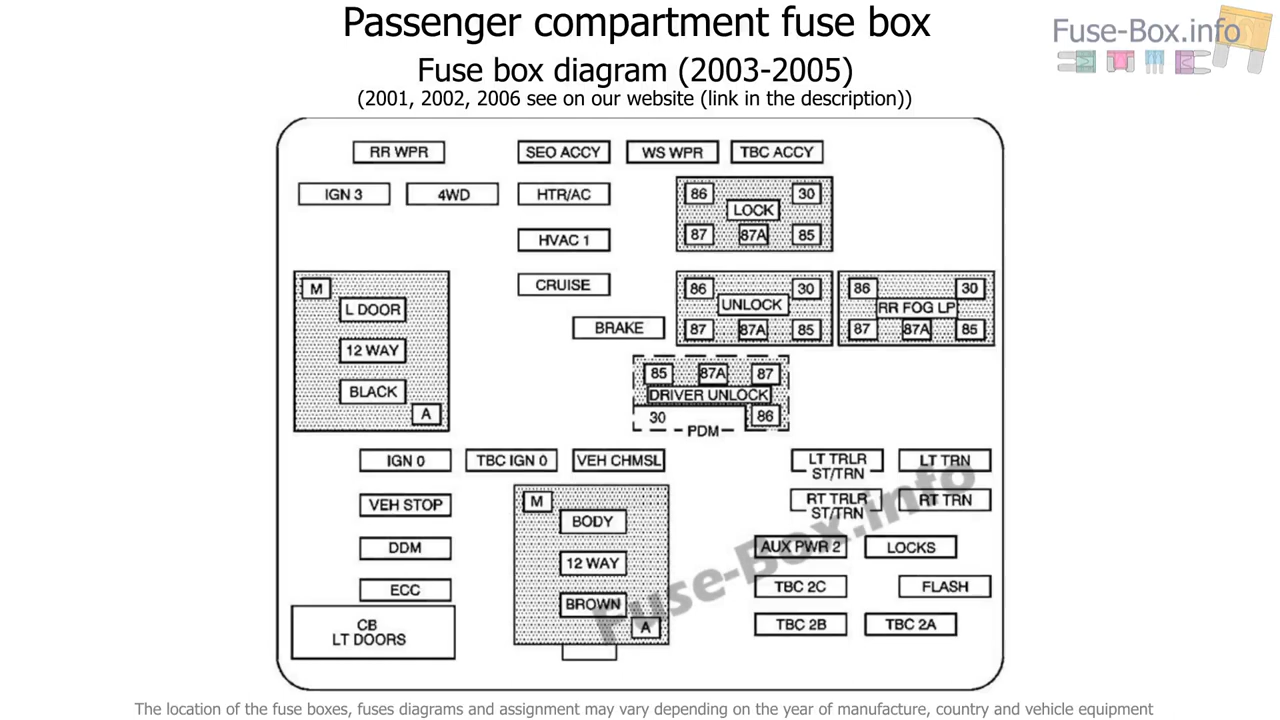 Passenger compartment fuse box
Fuse-Box.info
Fuse box diagram (2003-2005)
(2001, 2002, 2006 see on our website (link in the description))
RR WPR SEO ACCY WS WPR TBC ACCY
IGN 3 4WD HTR/AC 86 30
LOCK
HVAC 1 87 87A 85
CRUISE 86 30 86 30
M
L DOOR UNLOCK RR FOG LP
BRAKE 87 87A 85 87 87A 85
12 WAY
85 87A 87
BLACK DRIVER UNLOCK
A 30 86
PDM
IGN 0 TBC IGN 0 VEH CHMSL LT TRLR LT TRN
ST/TRN
VEH STOP M RT TRLR RT TRN
ST/TRN
BODY
DDM AUX PWR 2 LOCKS
12 WAY
ECC TBC 2C FLASH
BROWN
CB A TBC 2B TBC 2A
LT DOORS
Fuse-Box.info
The location of the fuse boxes, fuses diagrams and assignment may vary depending on the year of manufacture, country and vehicle equipment